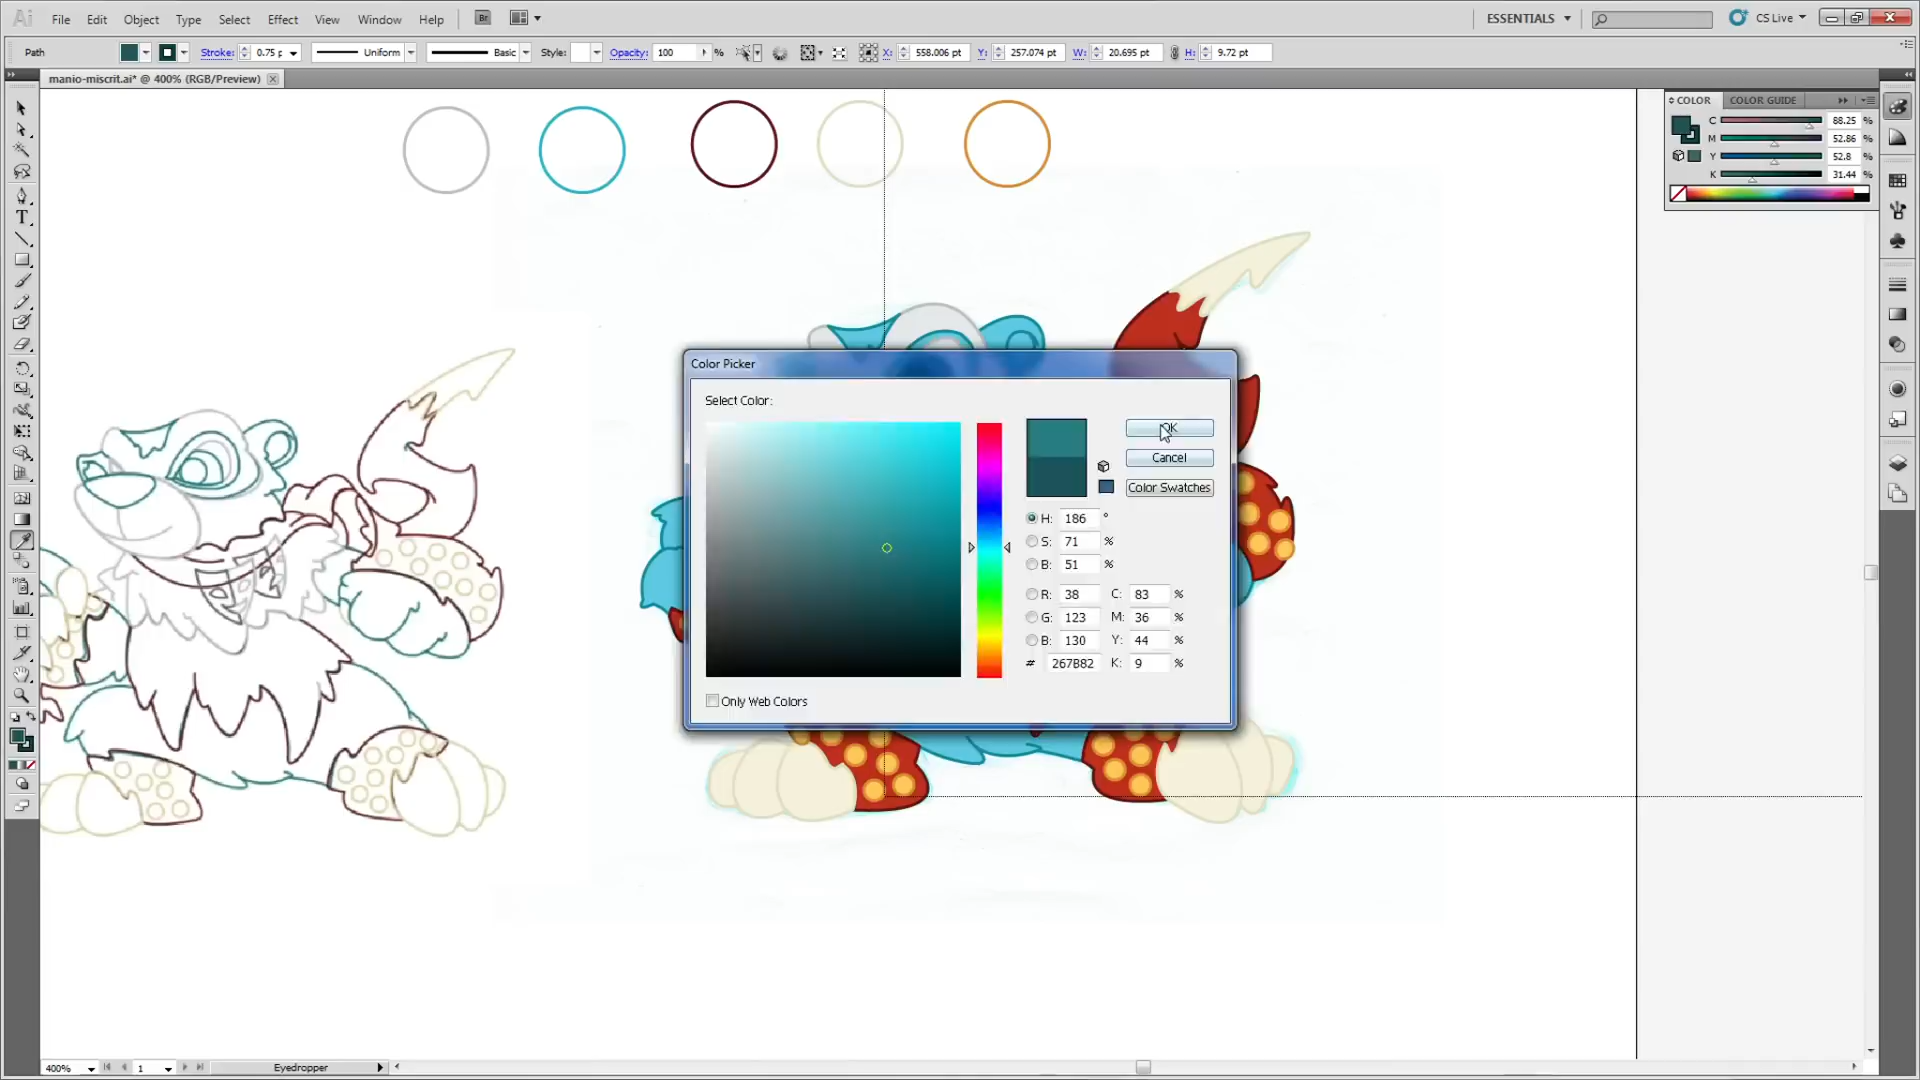 Ai File Edit Object Type Select Effect View Window Help Br ESSENTIALS CS Live
Path Stroke: 0.75 p Uniform Basic Style: Opacity: 100 % X: 558.006 pt Y: 257.074 pt W: 20.695 pt H: 9.72 pt
manio-miscrit.ai* @ 400% (RGB/Preview)
COLOR COLOR GUIDE
C 88.25 %
M 52.86 %
Y 52.8 %
K 31.44 %
Color Picker
Select Color:
OK
Cancel
Color Swatches
H: 186 °
S: 71 %
B: 51 %
R: 38 C: 83 %
G: 123 M: 36 %
B: 130 Y: 44 %
# 267B82 K: 9 %
Only Web Colors
400% 1 Eyedropper